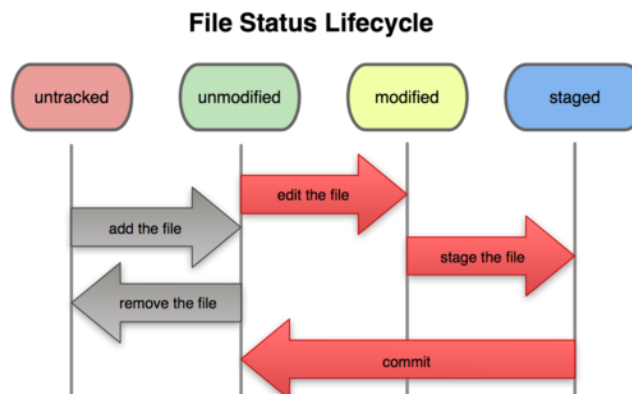 File Status Lifecycle
untracked
unmodified
modified
staged
edit the file
add the file
stage the file
remove the file
commit